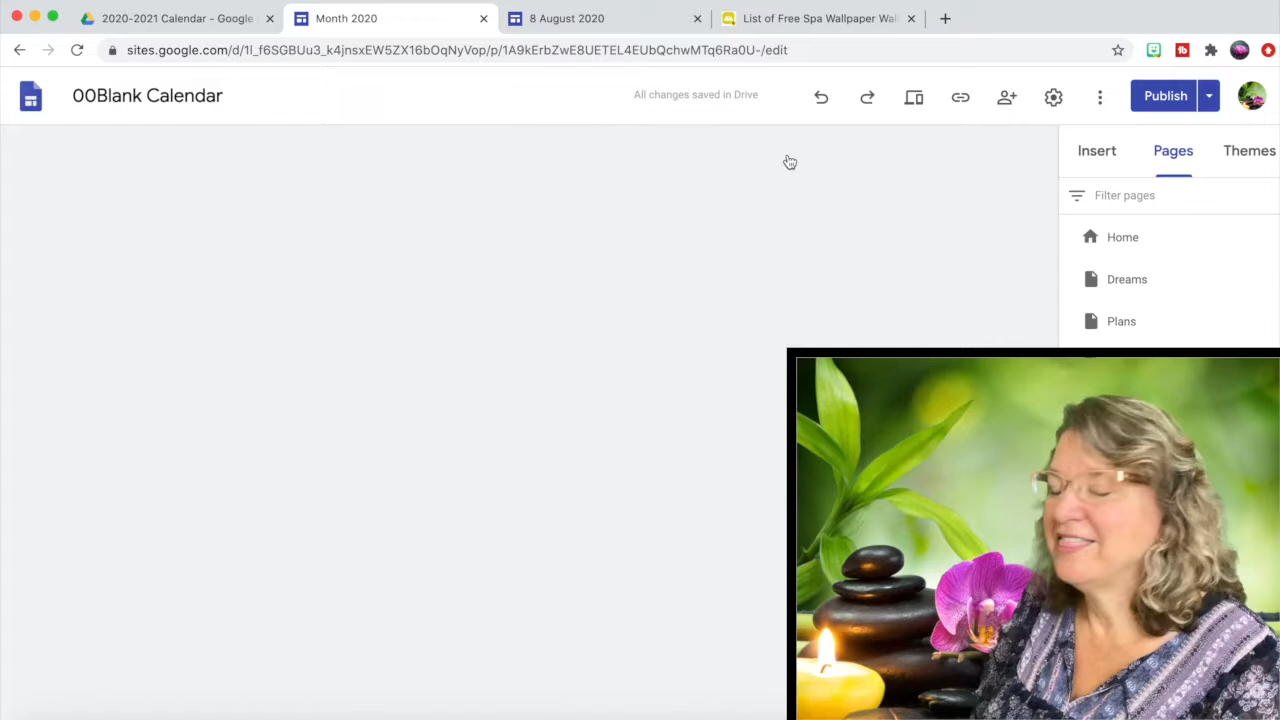 2020-2021 Calendar - Google
Month 2020
8 August 2020
List of Free Spa Wallpaper Wal
sites.google.com/d/1l_f6SGBUu3_k4jnsxEW5ZX16bOqNyVop/p/1A9kErbZwE8UETEL4EUbQchwMTq6Ra0U-/edit
00Blank Calendar
All changes saved in Drive
Publish
Insert
Pages
Themes
Filter pages
Home
Dreams
Plans